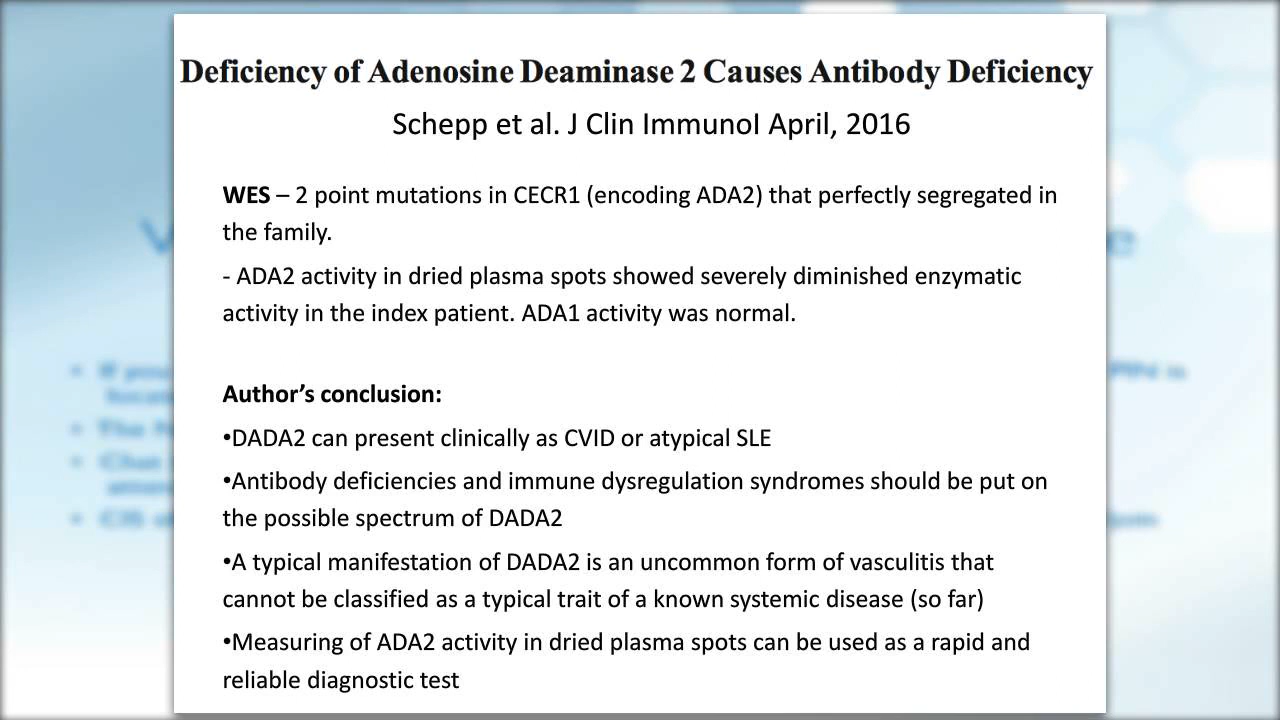 Deficiency of Adenosine Deaminase 2 Causes Antibody Deficiency
Schepp et al. J Clin Immunol April, 2016
WES – 2 point mutations in CECR1 (encoding ADA2) that perfectly segregated in
the family.
- ADA2 activity in dried plasma spots showed severely diminished enzymatic
activity in the index patient. ADA1 activity was normal.
Author’s conclusion:
•DADA2 can present clinically as CVID or atypical SLE
•Antibody deficiencies and immune dysregulation syndromes should be put on
the possible spectrum of DADA2
•A typical manifestation of DADA2 is an uncommon form of vasculitis that
cannot be classified as a typical trait of a known systemic disease (so far)
•Measuring of ADA2 activity in dried plasma spots can be used as a rapid and
reliable diagnostic test